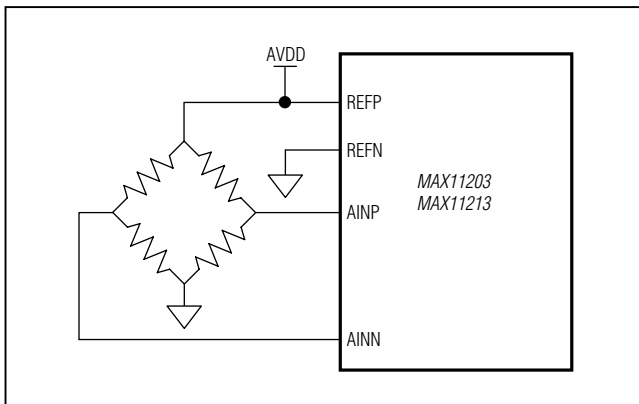 AVDD
REFP
REFN
MAX11203
MAX11213
AINP
AINN